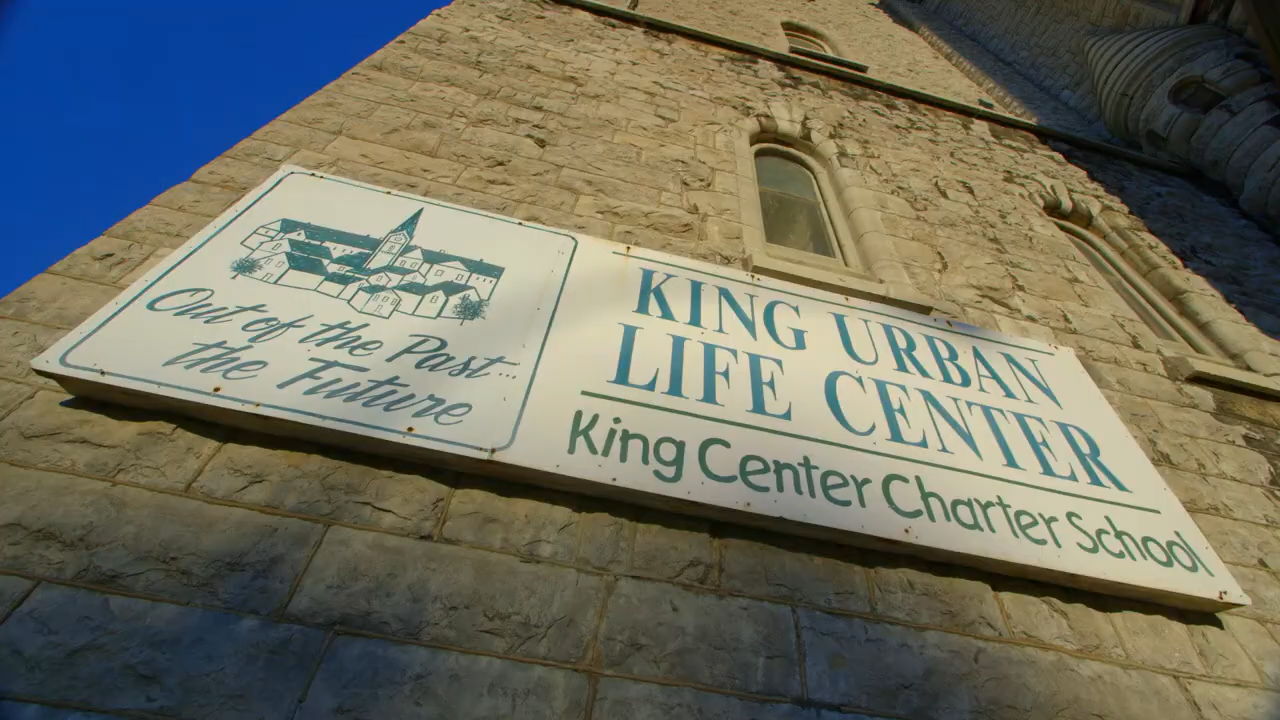 Out of the Past...
the Future
KING URBAN
LIFE CENTER
King Center Charter School